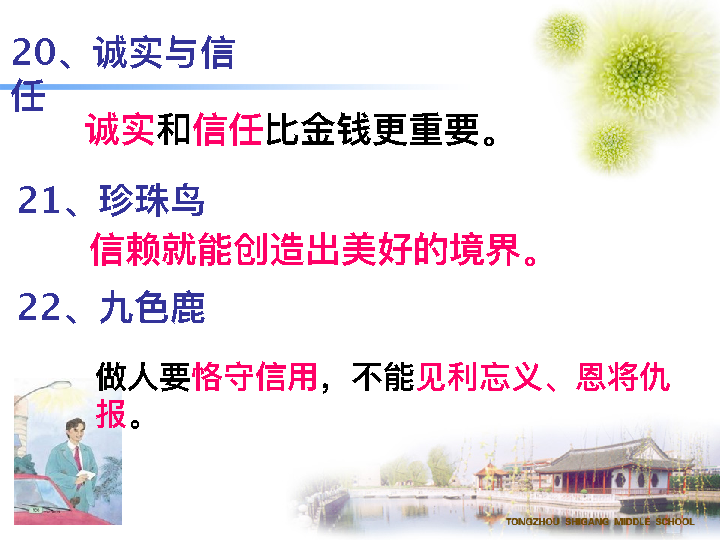 20、诚实与信
任
诚实和信任比金钱更重要。
21、珍珠鸟
信赖就能创造出美好的境界。
22、九色鹿
做人要恪守信用，不能见利忘义、恩将仇
报。
TONGZHOU SHIGANG MIDDLE SCHOOL